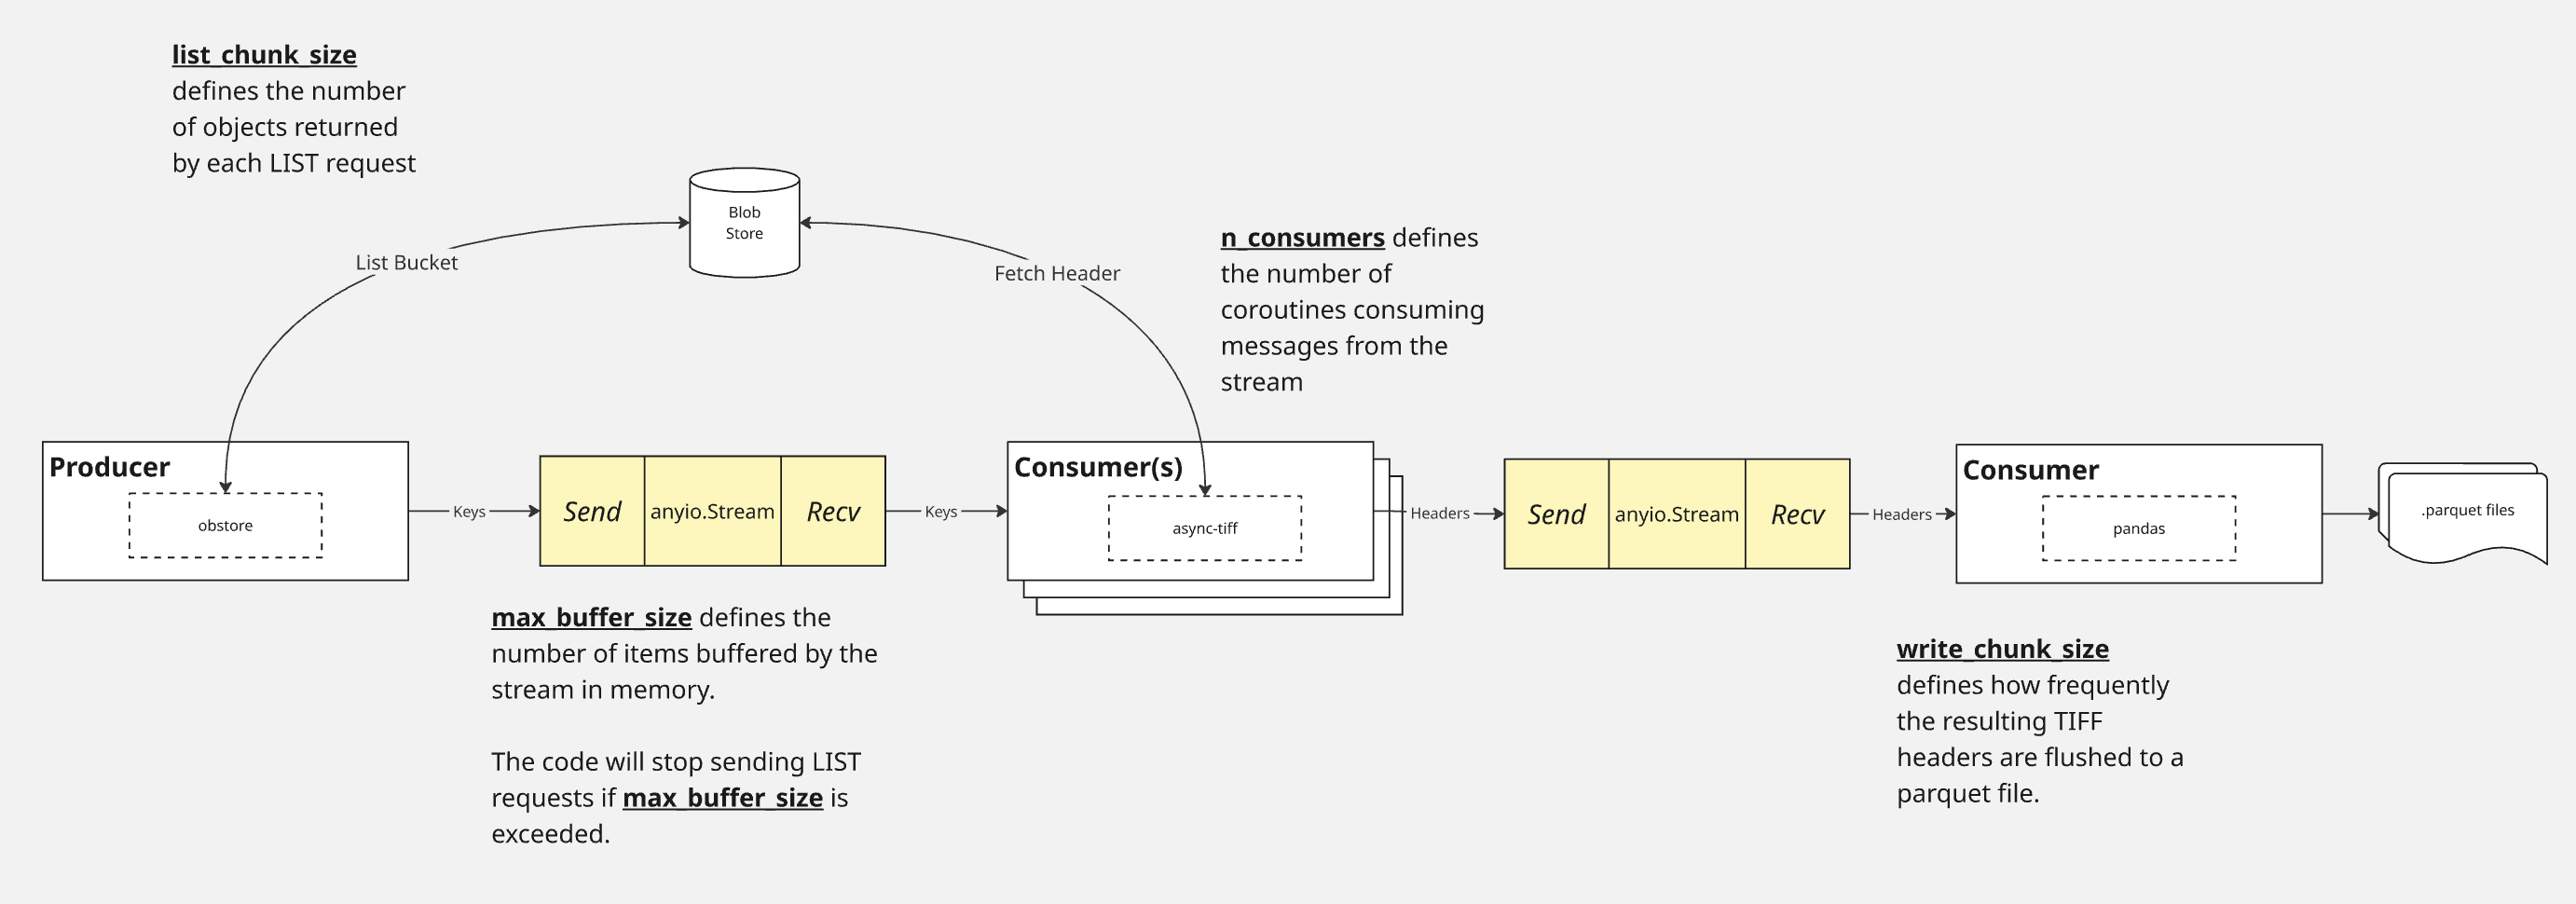 list_chunk_size
defines the number
of objects returned
by each LIST request
Blob
Store
List Bucket
Fetch Header
n_consumers defines
the number of
coroutines consuming
messages from the
stream
Producer
obstore
Keys
Send
anyio.Stream
Recv
Keys
Consumer(s)
async-tiff
Headers
Send
anyio.Stream
Recv
Headers
Consumer
pandas
.parquet files
max_buffer_size defines the
number of items buffered by the
stream in memory.
The code will stop sending LIST
requests if max_buffer_size is
exceeded.
write_chunk_size
defines how frequently
the resulting TIFF
headers are flushed to a
parquet file.